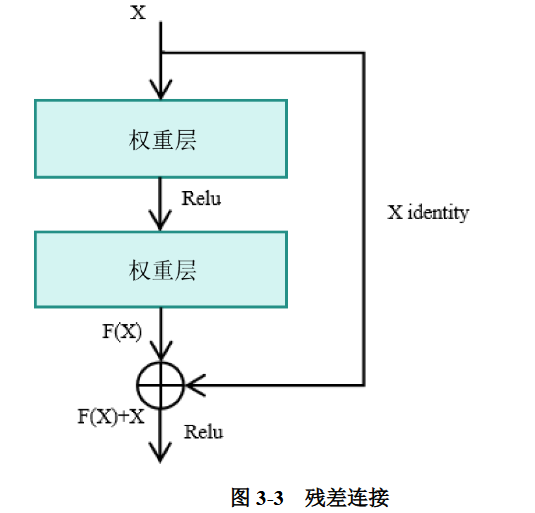 X
权重层
Relu
X identity
权重层
F(X)
F(X)+X
Relu
图 3-3 残差连接